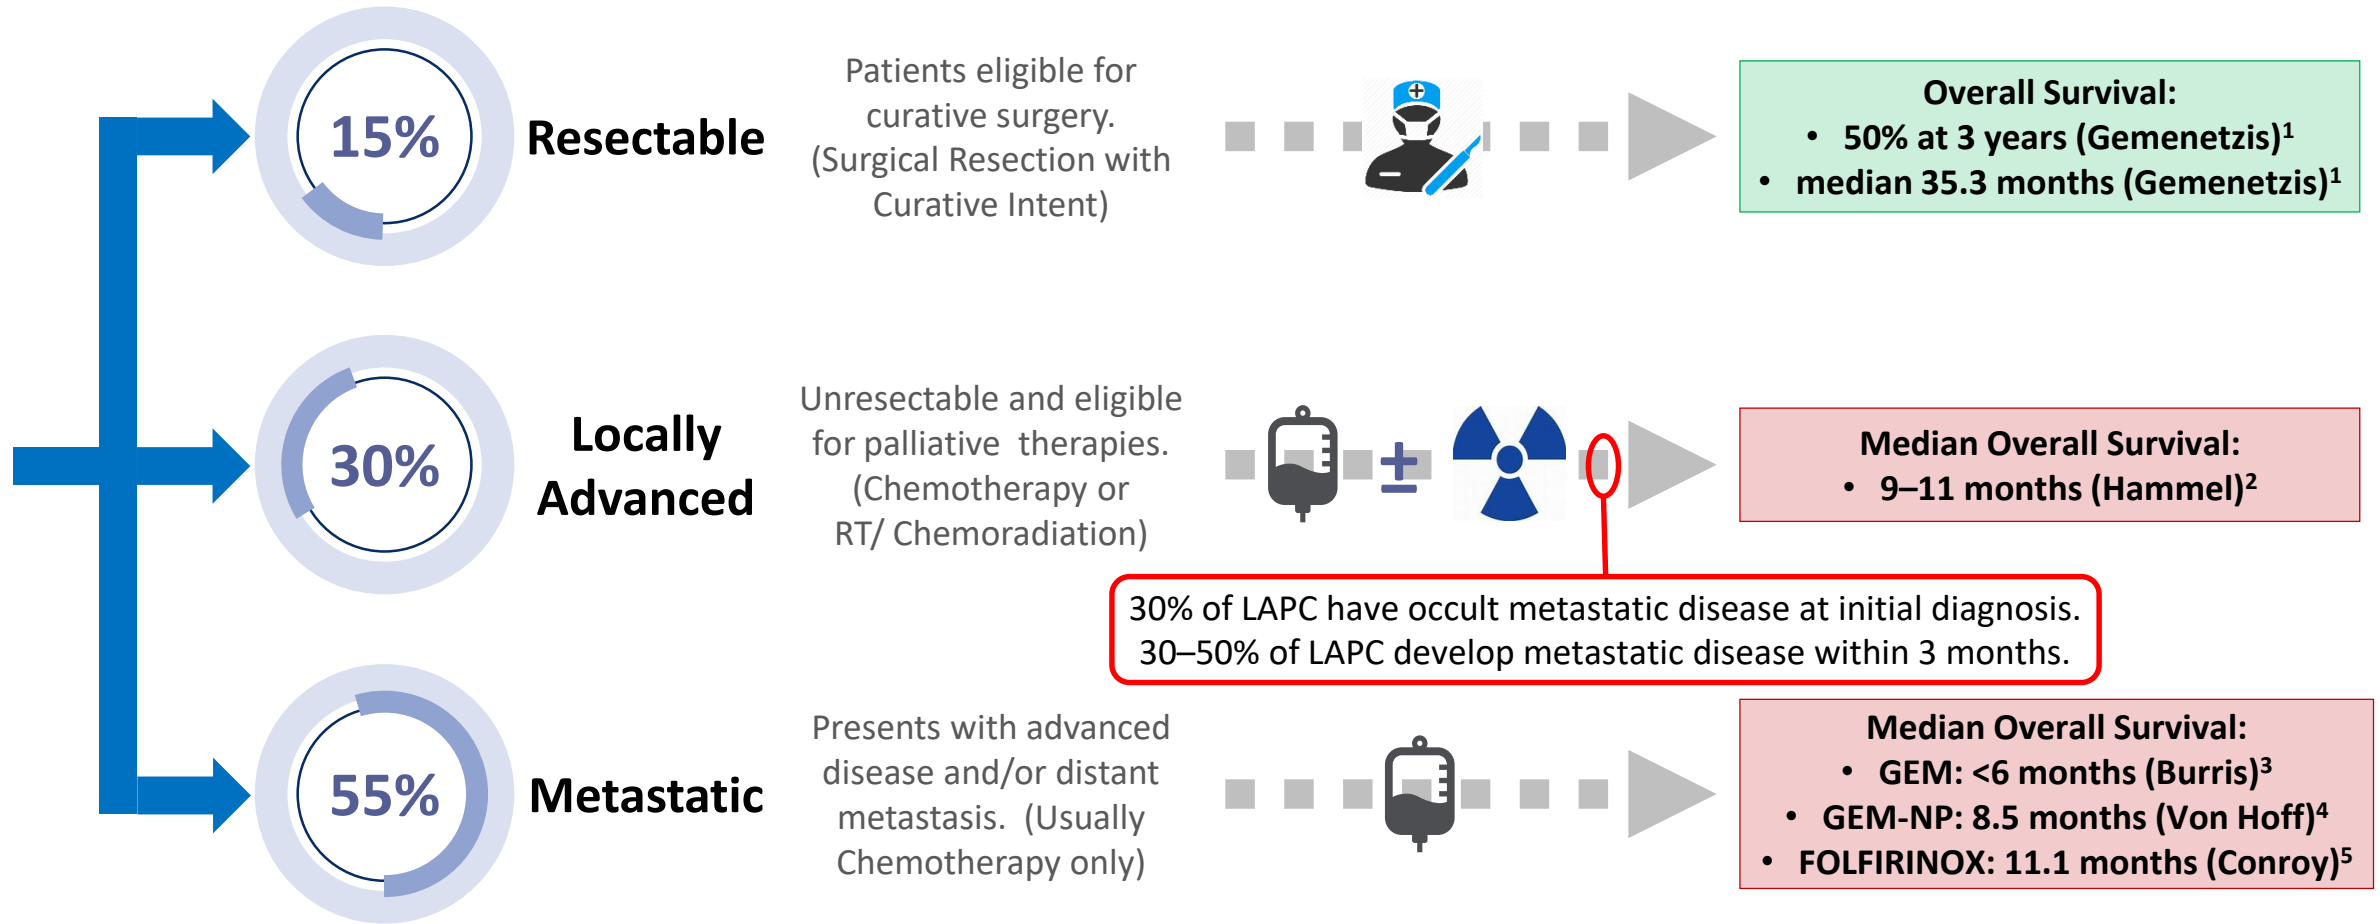 15%
Resectable
Patients eligible for
curative surgery.
(Surgical Resection with
Curative Intent)
Overall Survival:
• 50% at 3 years (Gemenetzis)¹
• median 35.3 months (Gemenetzis)¹
30%
Locally
Advanced
Unresectable and eligible
for palliative therapies.
(Chemotherapy or
RT/ Chemoradiation)
±
Median Overall Survival:
• 9–11 months (Hammel)²
30% of LAPC have occult metastatic disease at initial diagnosis.
30–50% of LAPC develop metastatic disease within 3 months.
55%
Metastatic
Presents with advanced
disease and/or distant
metastasis. (Usually
Chemotherapy only)
Median Overall Survival:
• GEM: <6 months (Burris)³
• GEM-NP: 8.5 months (Von Hoff)⁴
• FOLFIRINOX: 11.1 months (Conroy)⁵